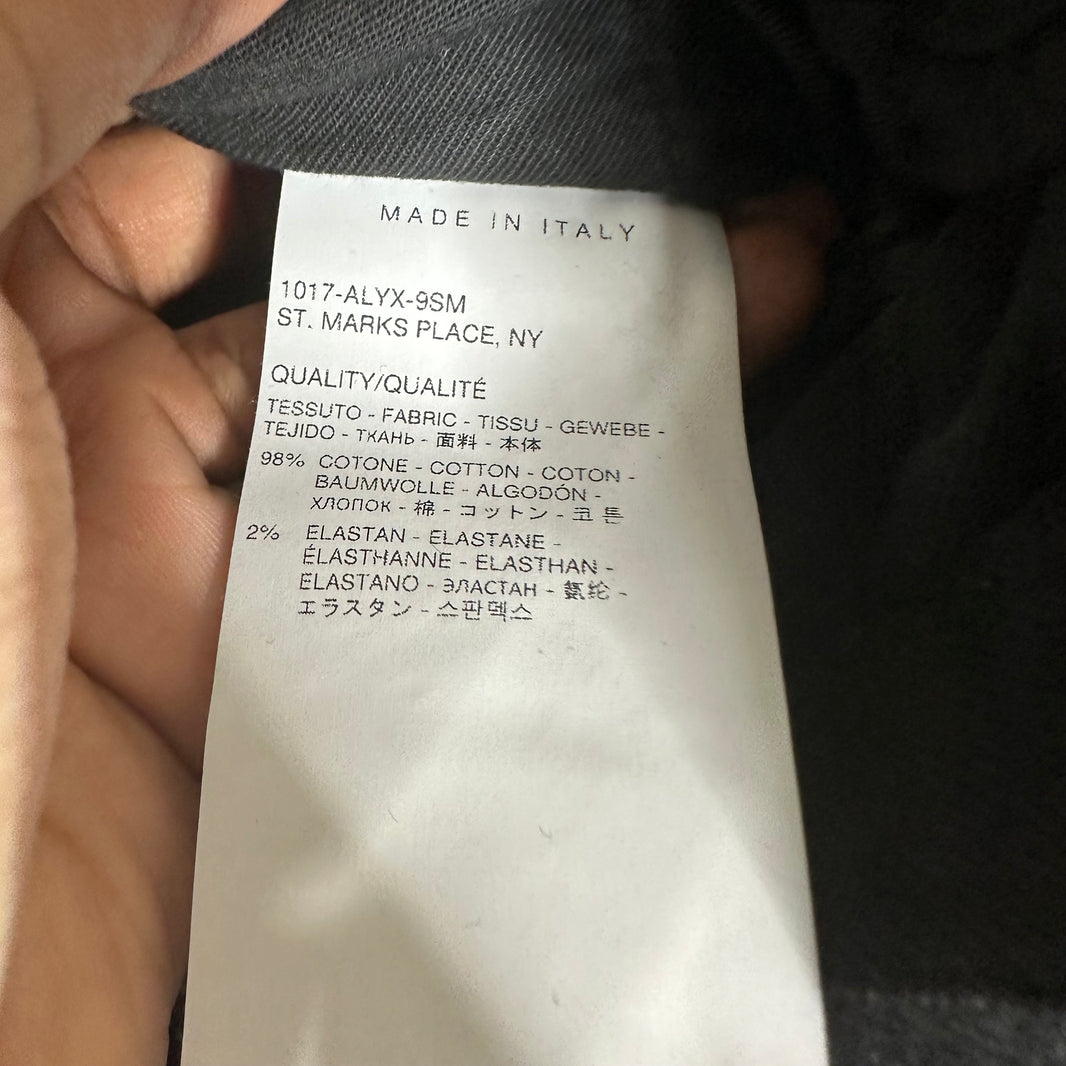 MADE IN ITALY
1017-ALYX-9SM
ST. MARKS PLACE, NY
QUALITY/QUALITÉ
TESSUTO - FABRIC - TISSU - GEWEBE -
TEJIDO - ТКАНЬ - 面料 - 本体
98% COTONE - COTTON - COTON -
BAUMWOLLE - ALGODÓN -
ХЛОПОК - 棉 - コットン - 코 튼
2% ELASTAN - ELASTANE -
ÉLASTHANNE - ELASTHAN -
ELASTANO - ЭЛАСТАН - 氨纶 -
エラスタン - 스판덱스